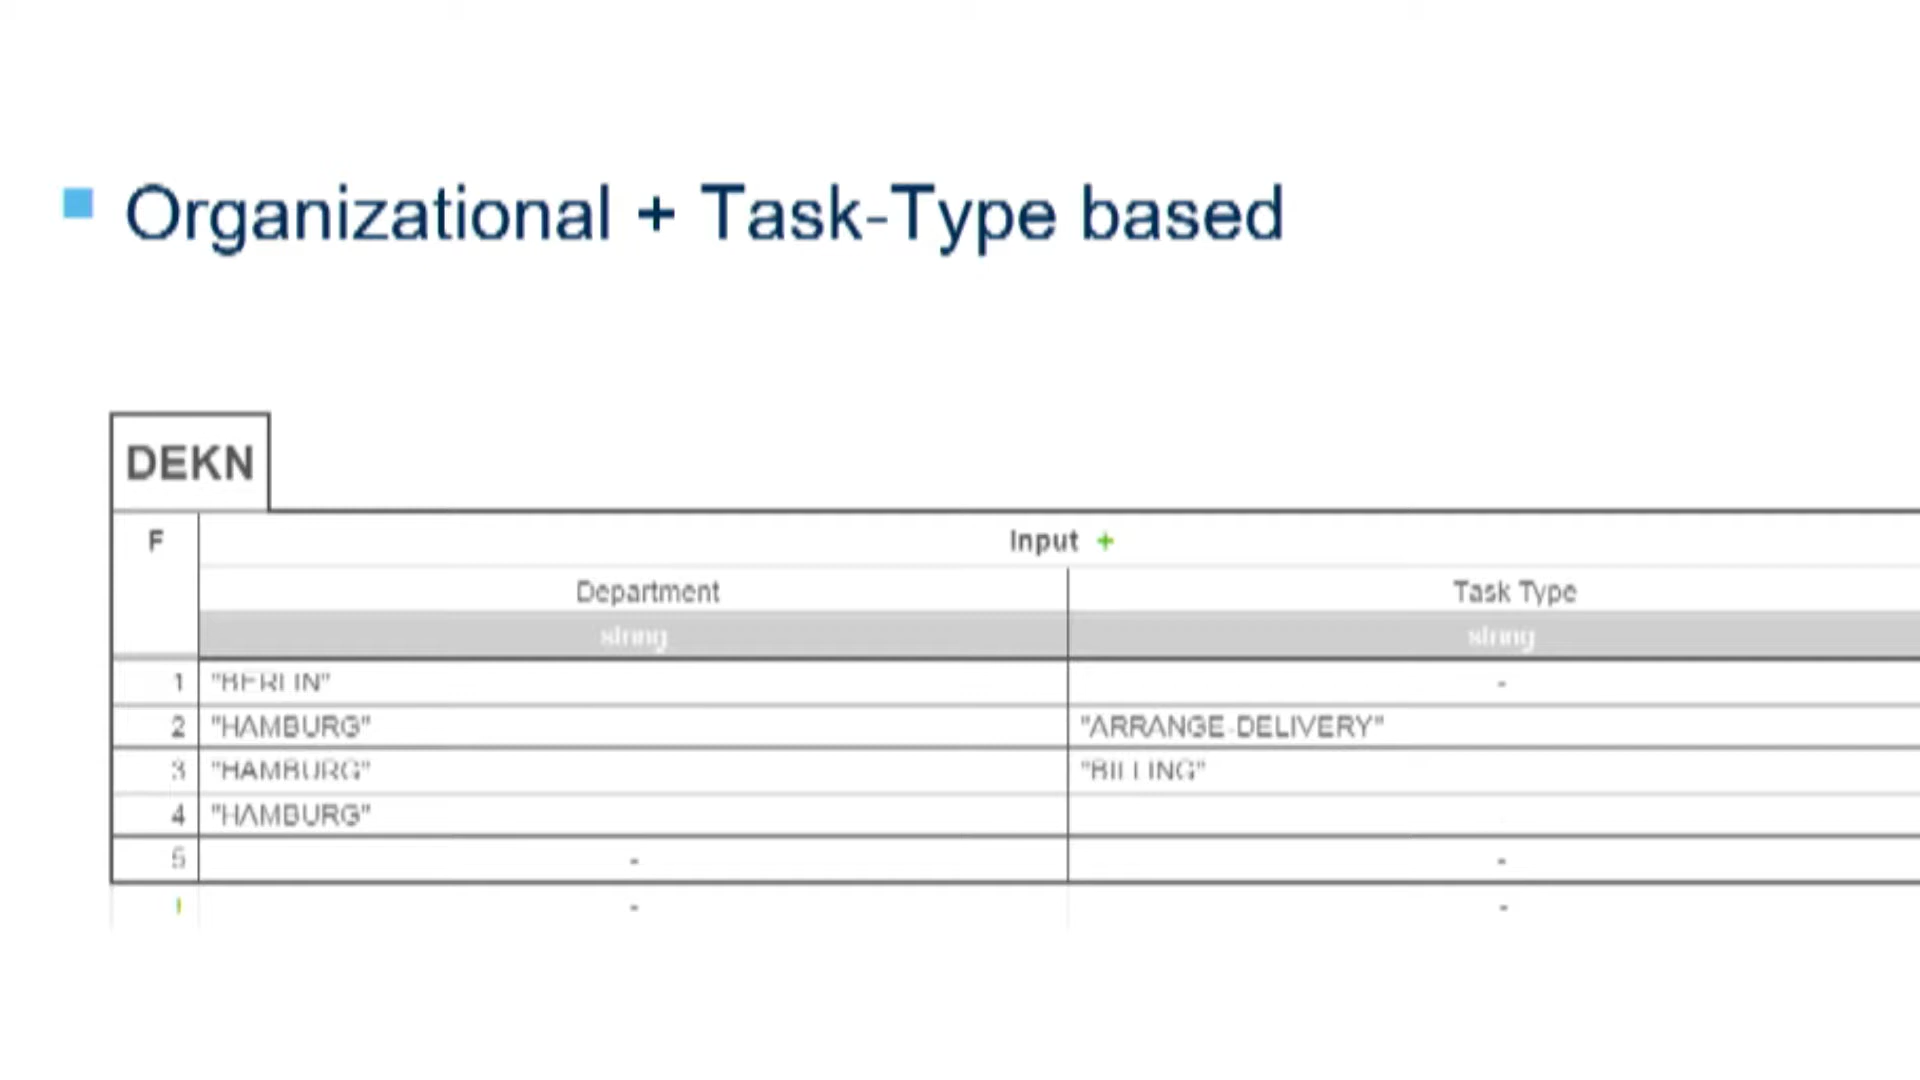 Organizational + Task-Type based
DEKN
F Input +
Department Task Type
string string
1 "BERLIN" -
2 "HAMBURG" "ARRANGE-DELIVERY"
3 "HAMBURG" "BILLING"
4 "HAMBURG"
5 - -
- -